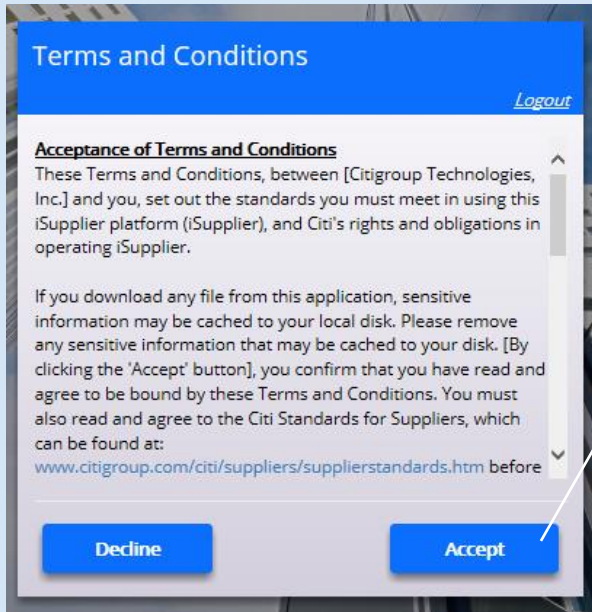 Terms and Conditions
Logout
Acceptance of Terms and Conditions
These Terms and Conditions, between [Citigroup Technologies,
Inc.] and you, set out the standards you must meet in using this
iSupplier platform (iSupplier), and Citi's rights and obligations in
operating iSupplier.
If you download any file from this application, sensitive
information may be cached to your local disk. Please remove
any sensitive information that may be cached to your disk. [By
clicking the 'Accept' button], you confirm that you have read and
agree to be bound by these Terms and Conditions. You must
also read and agree to the Citi Standards for Suppliers, which
can be found at:
www.citigroup.com/citi/suppliers/supplierstandards.htm before
Decline
Accept